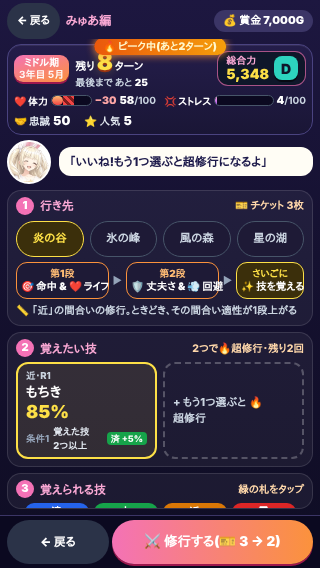 ← 戻る
みゅあ編
💰 賞金 7,000G
🔥 ピーク中(あと2ターン)
ミドル期
3年目 5月
残り 8 ターン
最後まで あと 25
総合力
5,348
D
❤️ 体力 −30 58/100
💢 ストレス 4/100
🤝 忠誠 50
⭐ 人気 5
「いいね!もう1つ選ぶと超修行になるよ」
1 行き先
🎫 チケット 3枚
炎の谷
氷の峰
風の森
星の湖
第1段
🎯 命中 & ❤️ ライフ
▶
第2段
🛡️ 丈夫さ & 💨 回避
▶
さいごに
✨ 技を覚える
📏 「近」の間合いの修行。ときどき、その間合い適性が1段上がる
2 覚えたい技
2つで🔥超修行・残り2回
近・R1
もちき
85%
条件1
覚えた技
2つ以上
済 +5%
+ もう1つ選ぶと 🔥
超修行
3 覚えられる技
緑の札をタップ
← 戻る
⚔️ 修行する(🎫 3 → 2)